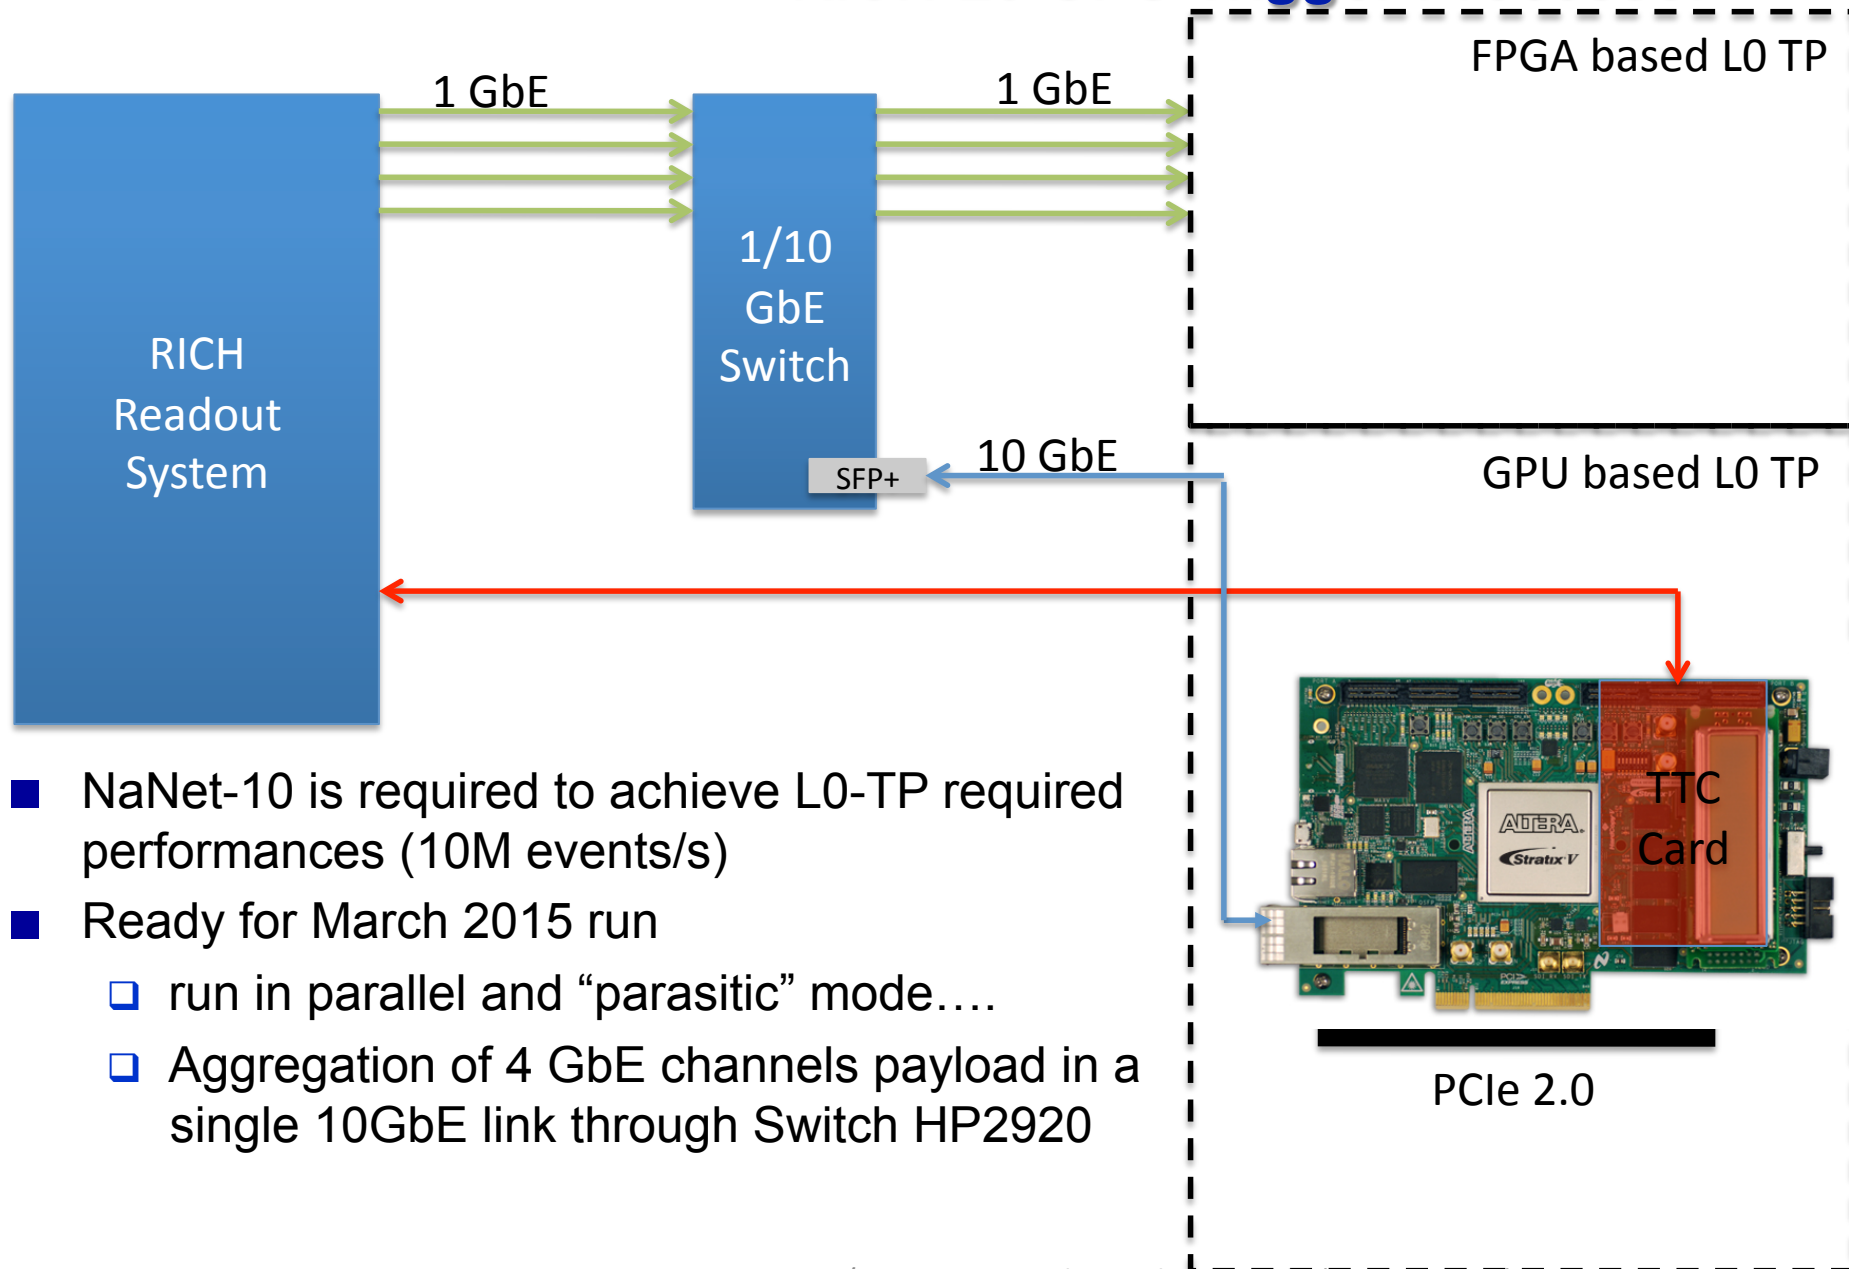 FPGA based L0 TP
1 GbE
1 GbE
1/10
GbE
Switch
RICH
Readout
System
10 GbE
SFP+
GPU based L0 TP
NaNet-10 is required to achieve L0-TP required
performances (10M events/s)
Ready for March 2015 run
run in parallel and “parasitic” mode….
Aggregation of 4 GbE channels payload in a
single 10GbE link through Switch HP2920
TTC
Card
ALTERA
Stratix V
PCIe 2.0